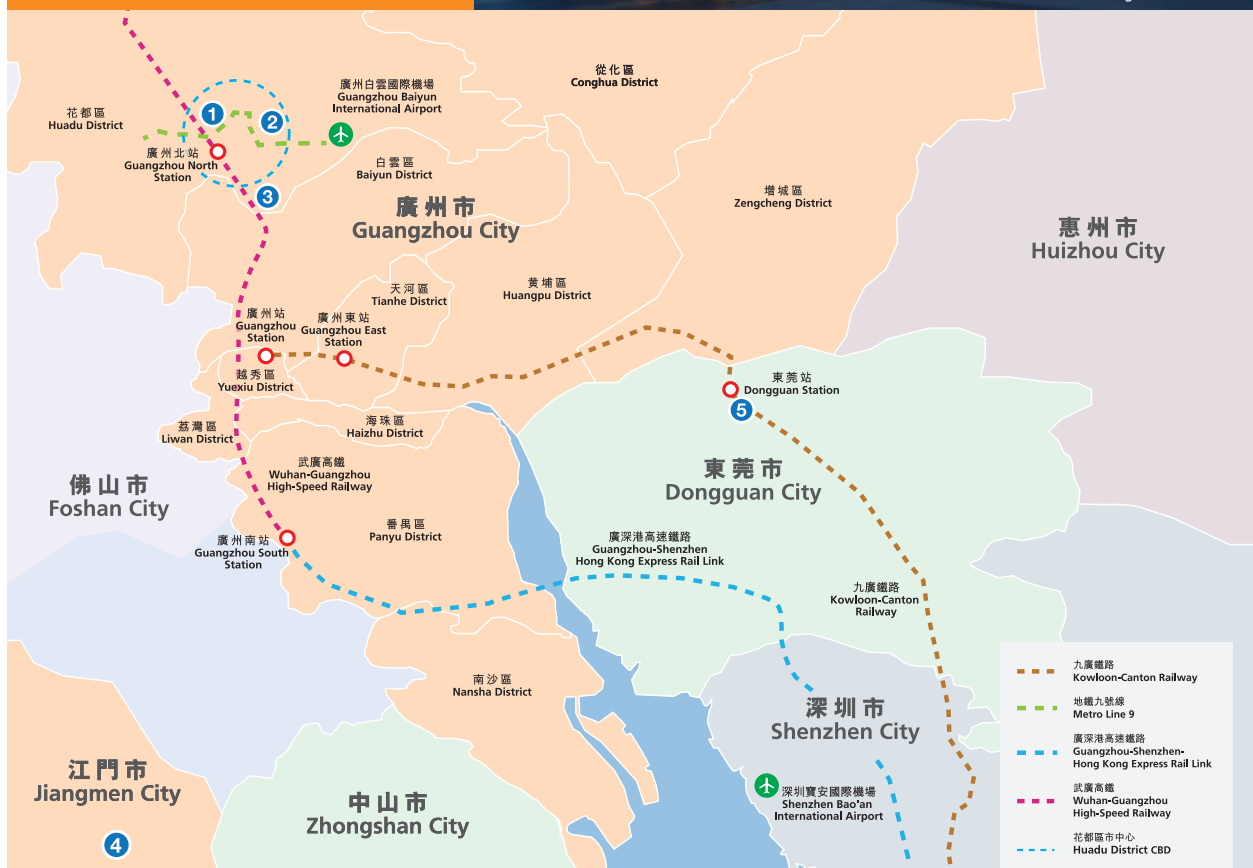 從化區
Conghua District
廣州白雲國際機場
Guangzhou Baiyun
International Airport
花都區
Huadu District
1
2
廣州北站
Guangzhou North
Station
白雲區
Baiyun District
3
增城區
Zengcheng District
廣州市
Guangzhou City
惠州市
Huizhou City
天河區
Tianhe District
黄埔區
Huangpu District
廣州站
Guangzhou
Station
廣州東站
Guangzhou East
Station
越秀區
Yuexiu District
東莞站
Dongguan Station
5
荔灣區
Liwan District
海珠區
Haizhu District
武廣高鐵
Wuhan-Guangzhou
High-Speed Railway
東莞市
Dongguan City
佛山市
Foshan City
番禺區
Panyu District
廣州南站
Guangzhou South
Station
廣深港高速鐵路
Guangzhou-Shenzhen
Hong Kong Express Rail Link
九廣鐵路
Kowloon-Canton
Railway
南沙區
Nansha District
深圳市
Shenzhen City
江門市
Jiangmen City
4
中山市
Zhongshan City
深圳寶安國際機場
Shenzhen Bao'an
International Airport
九廣鐵路
Kowloon-Canton Railway
地鐵九號線
Metro Line 9
廣深港高速鐵路
Guangzhou-Shenzhen-
Hong Kong Express Rail Link
武廣高鐵
Wuhan-Guangzhou
High-Speed Railway
花都區市中心
Huadu District CBD